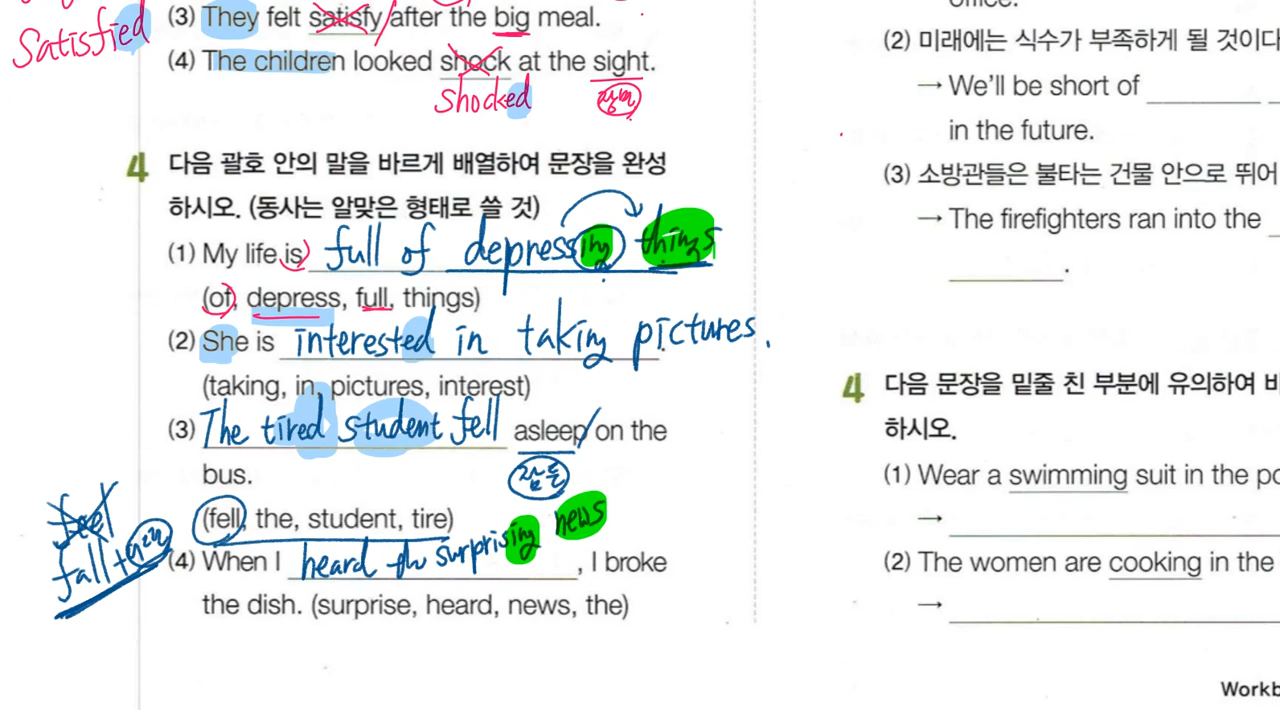 (3) They felt satisfy after the big meal.
Satisfied
(4) The children looked shock at the sight.
shocked
4 다음 괄호 안의 말을 바르게 배열하여 문장을 완성
하시오. (동사는 알맞은 형태로 쓸 것)
(1) My life is full of depressing things
(of, depress, full, things)
(2) She is interested in taking pictures.
(taking, in, pictures, interest)
(3) The tired student fell asleep on the
잠든
bus.
(fell, the, student, tire)
feel
fall +
(4) When I heard the surprising news, I broke
the dish. (surprise, heard, news, the)
office.
(2) 미래에는 식수가 부족하게 될 것이다
→ We'll be short of
in the future.
(3) 소방관들은 불타는 건물 안으로 뛰어
→ The firefighters ran into the
.
4 다음 문장을 밑줄 친 부분에 유의하여
하시오.
(1) Wear a swimming suit in the
→
(2) The women are cooking in the
→